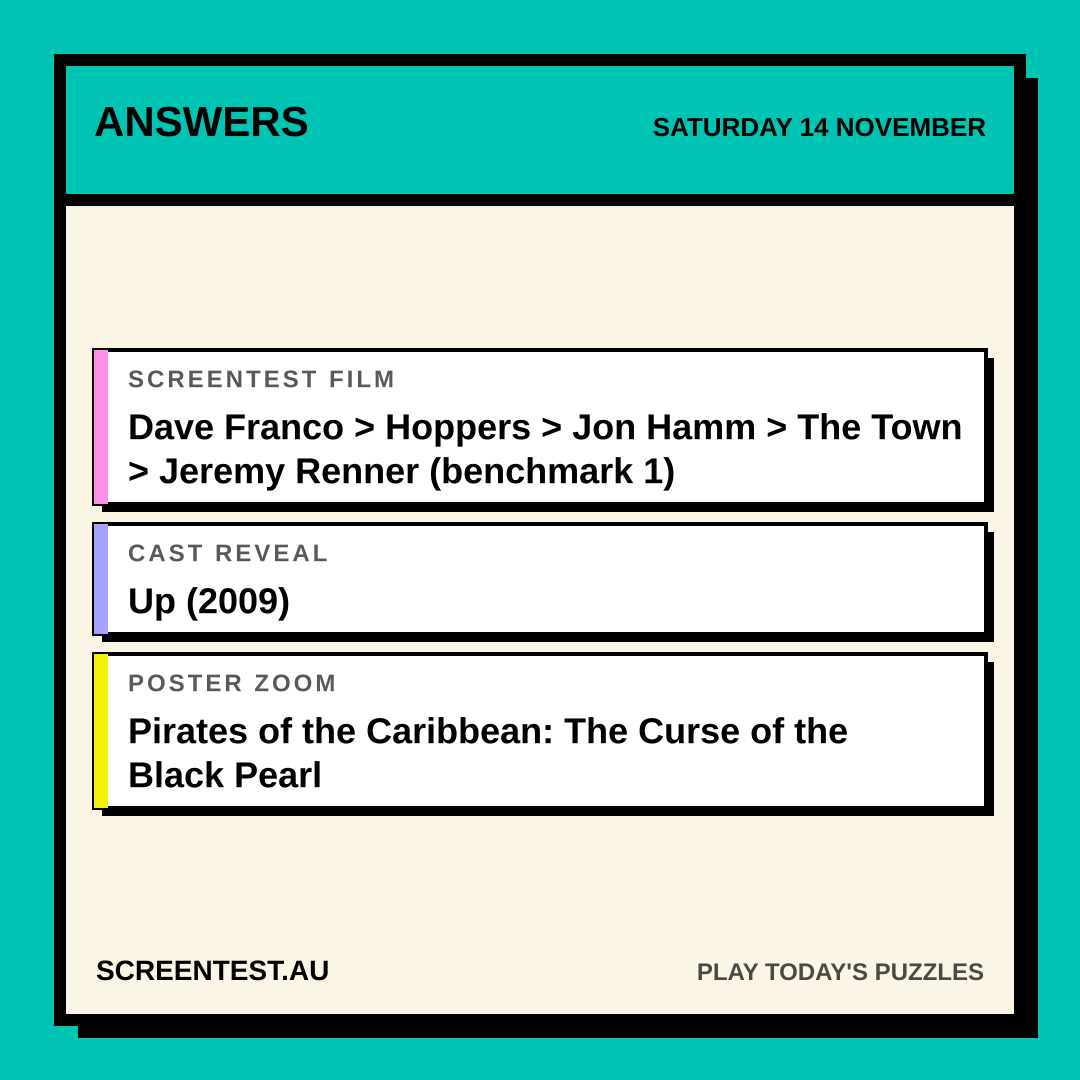 ANSWERS
SATURDAY 14 NOVEMBER
SCREENTEST FILM
Dave Franco > Hoppers > Jon Hamm > The Town
> Jeremy Renner (benchmark 1)
CAST REVEAL
Up (2009)
POSTER ZOOM
Pirates of the Caribbean: The Curse of the
Black Pearl
SCREENTEST.AU
PLAY TODAY'S PUZZLES